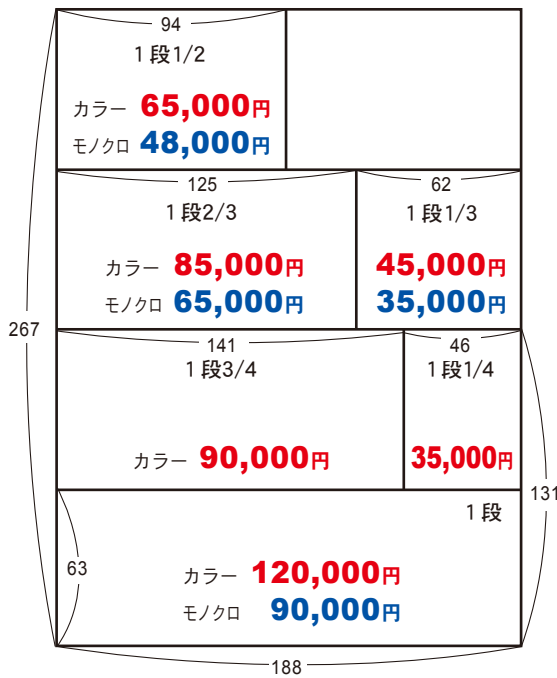 94
1段1/2
カラー 65,000円
モノクロ 48,000円
125
1段2/3
カラー 85,000円
モノクロ 65,000円
62
1段1/3
45,000円
35,000円
267
141
1段3/4
カラー 90,000円
46
1段1/4
35,000円
131
1段
63
カラー 120,000円
モノクロ 90,000円
188